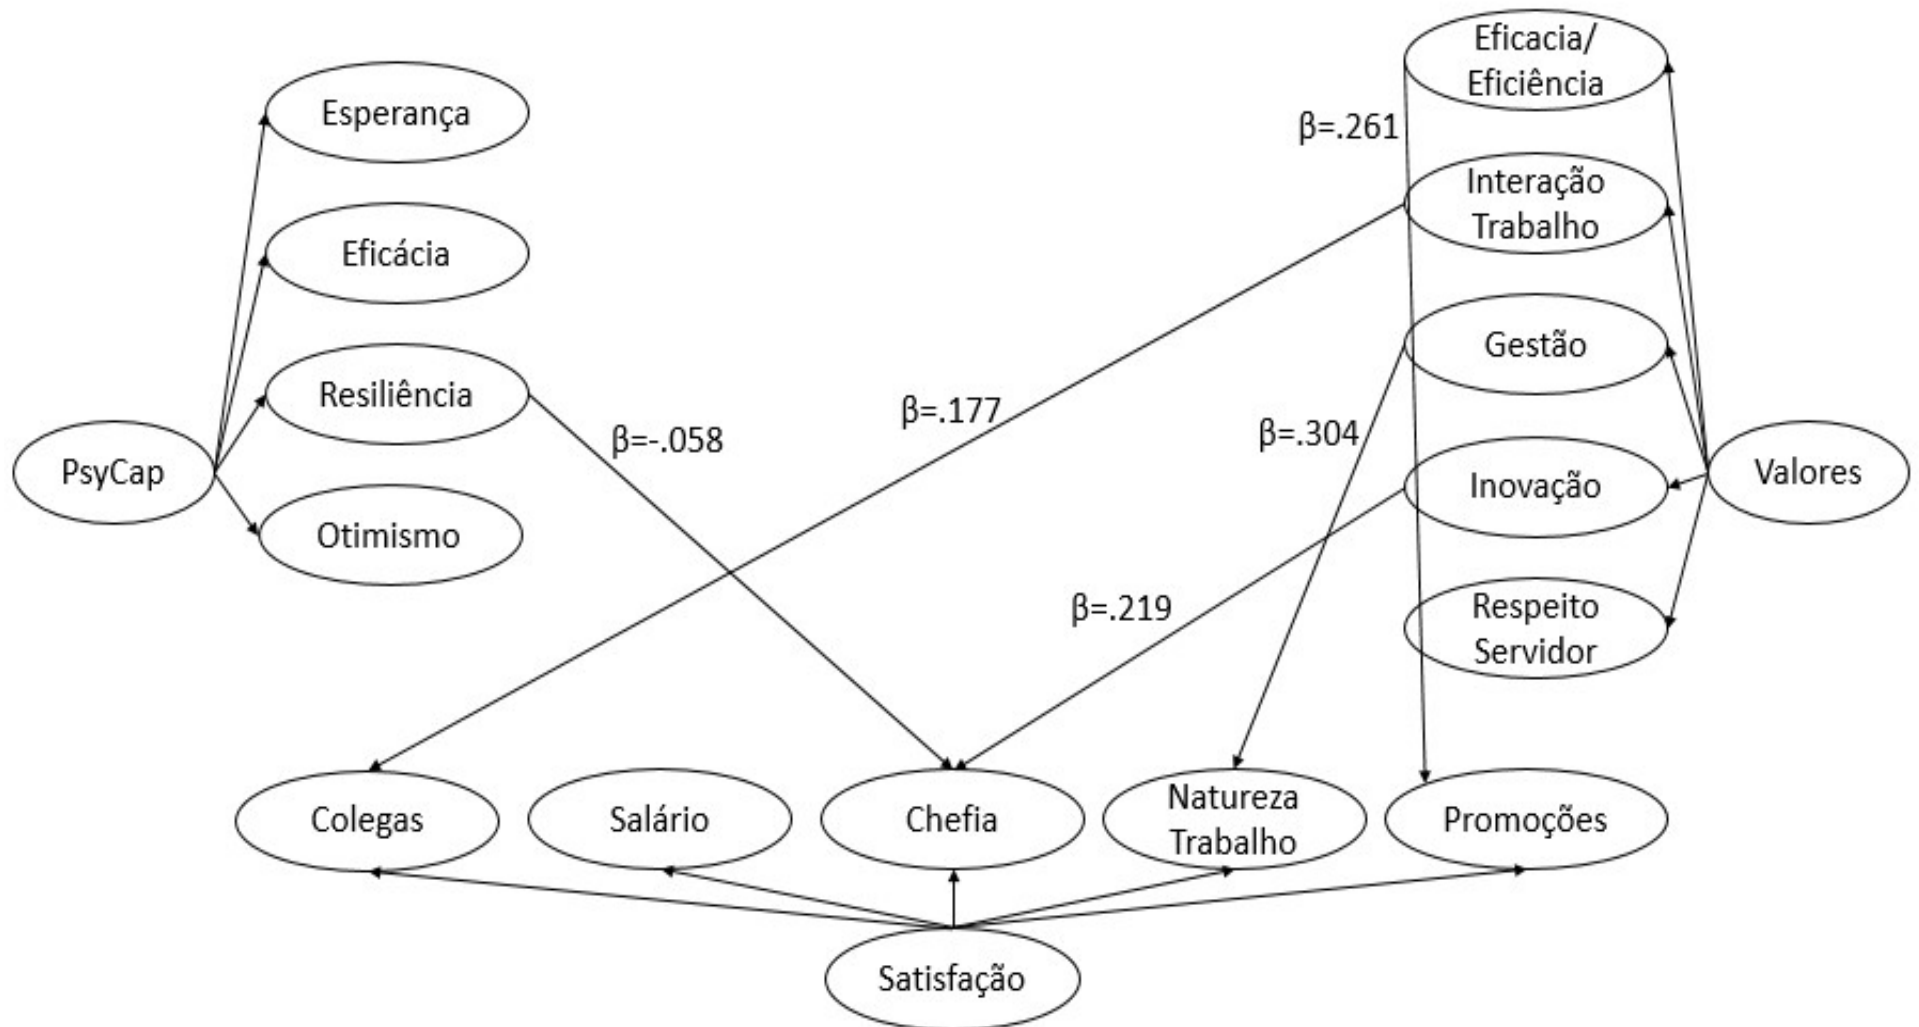 Eficacia/
Eficiência
Esperança
β=.261
Interação
Trabalho
Eficácia
Gestão
Resiliência
β=.177
β=.304
β=-.058
PsyCap
Inovação
Valores
Otimismo
β=.219
Respeito
Servidor
Colegas
Salário
Chefia
Natureza
Trabalho
Promoções
Satisfação